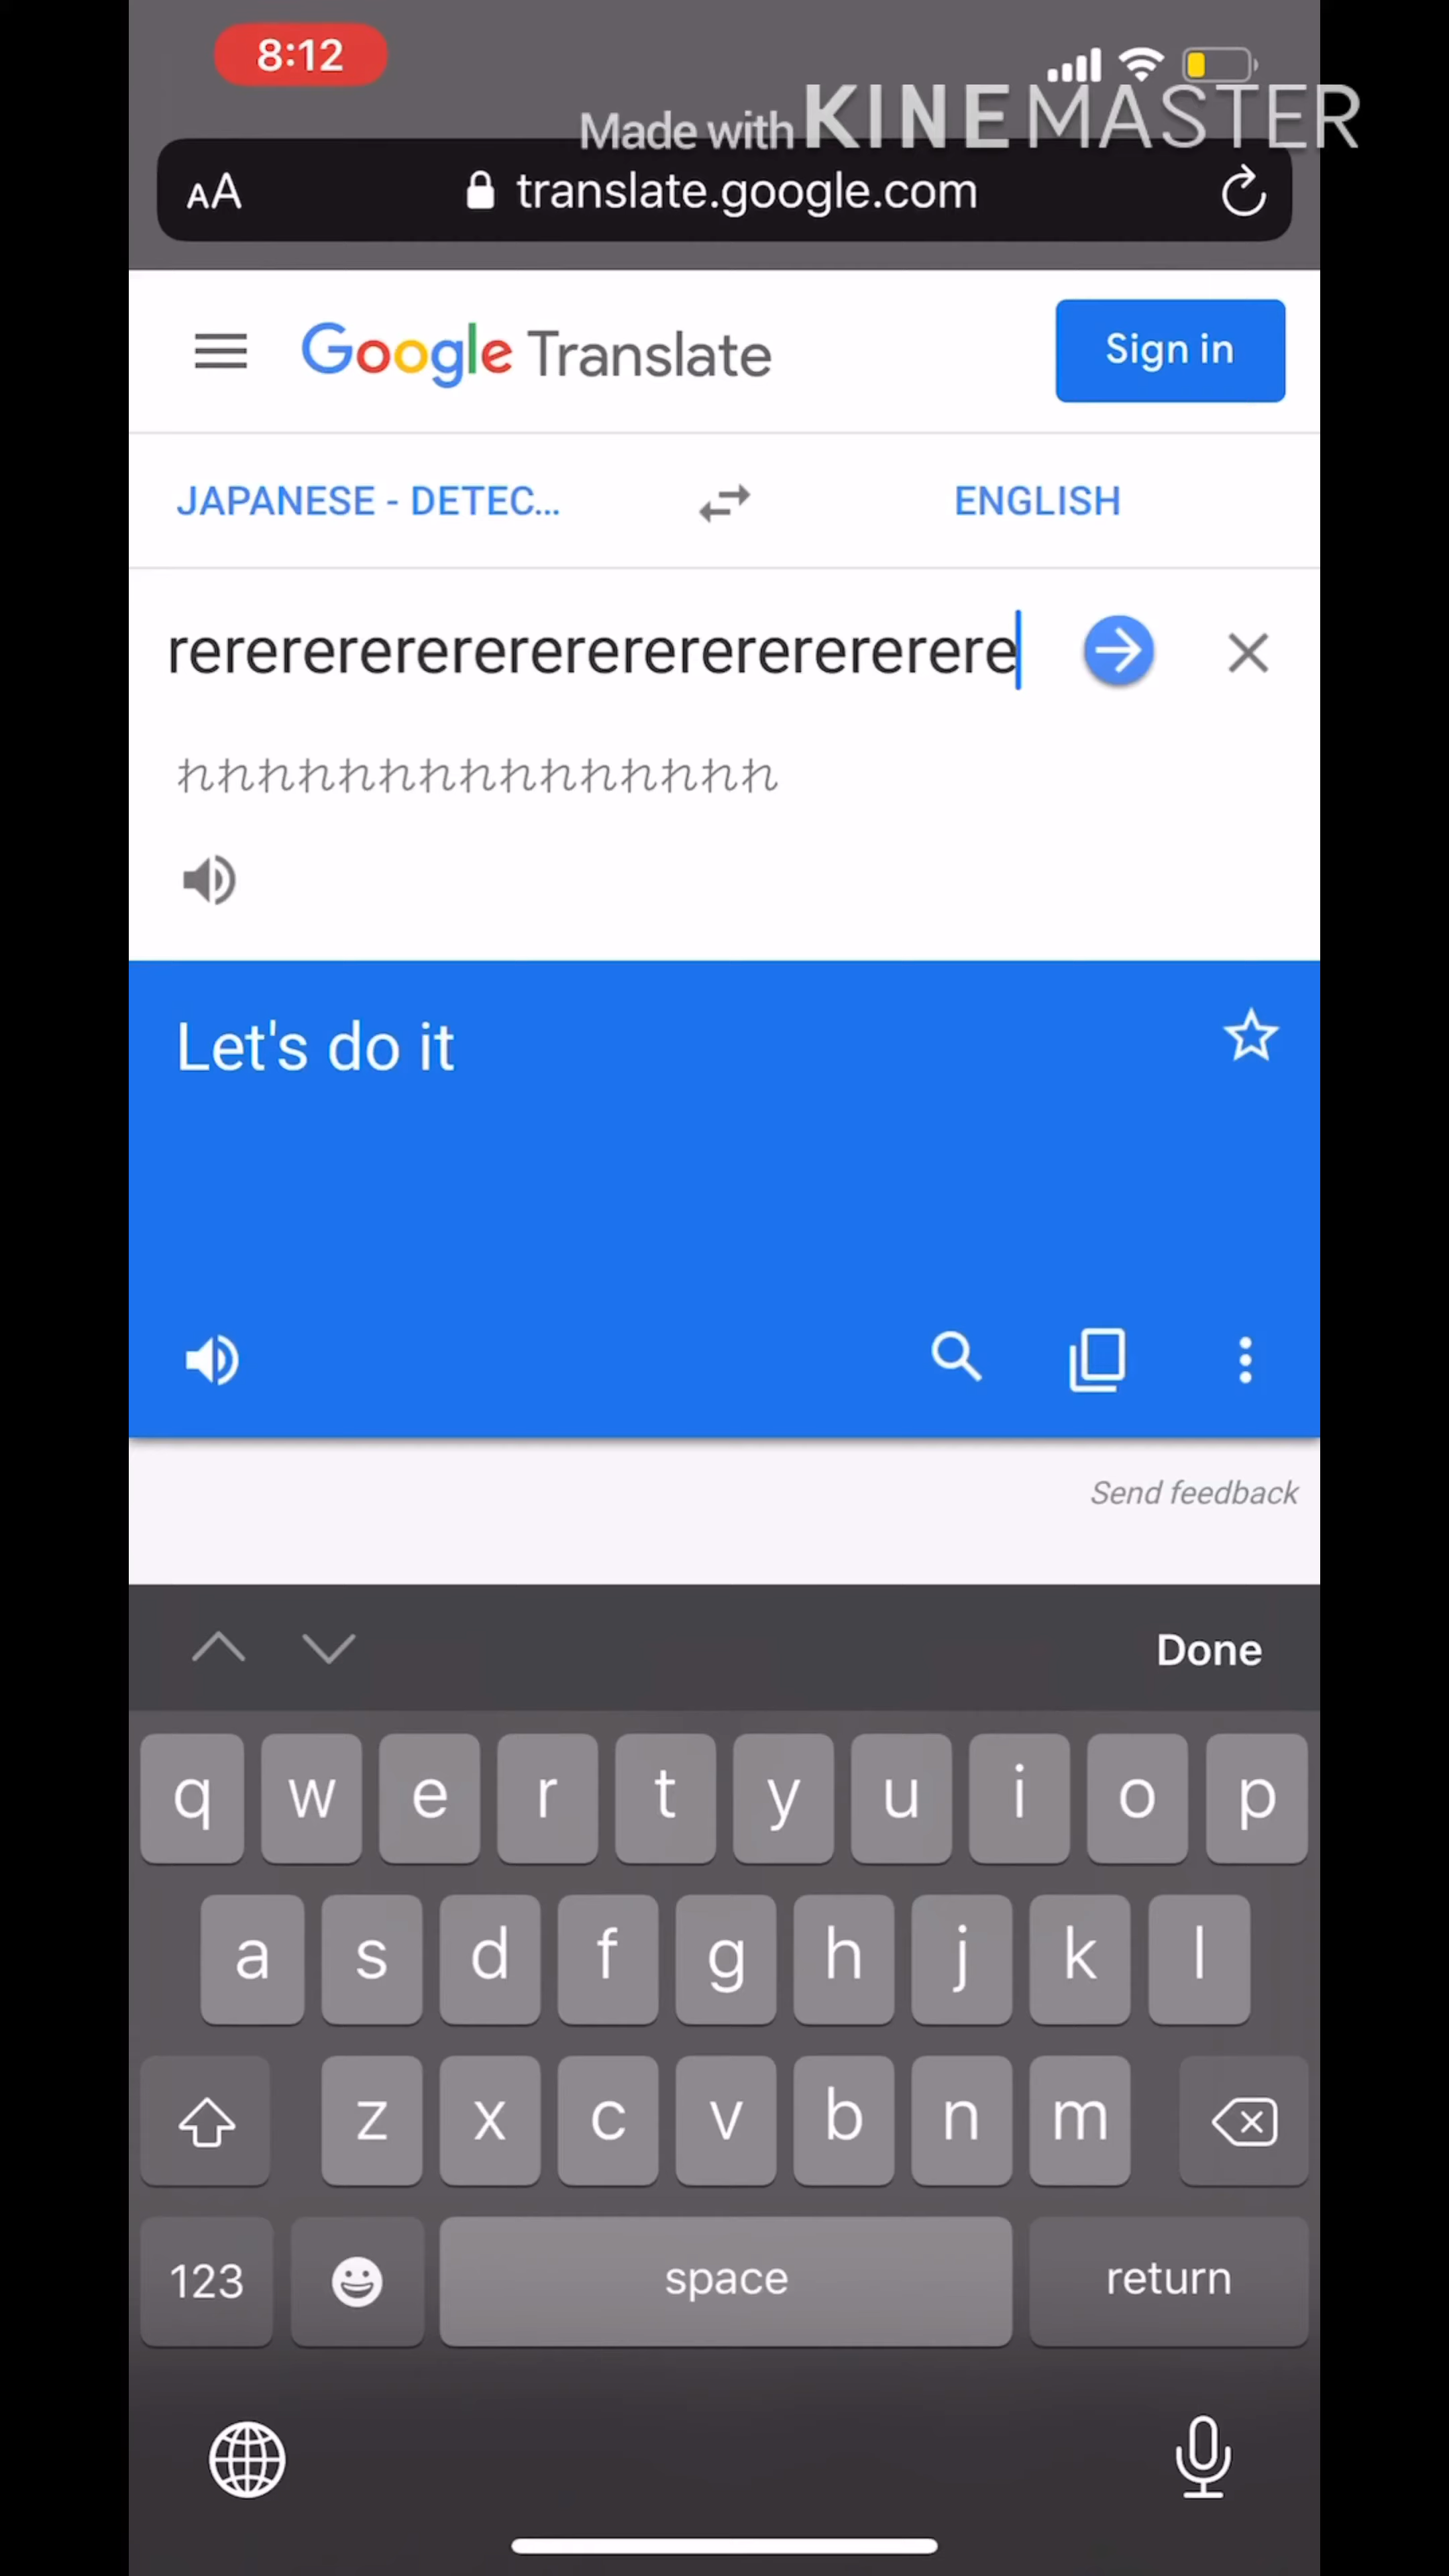 8:12
Made with KINEMASTER
AA translate.google.com
Google Translate
Sign in
JAPANESE - DETEC... ENGLISH
rerererererererererererererere
れれれれれれれれれれれれれれれ
Let's do it
Send feedback
Done
q w e r t y u i o p
a s d f g h j k l
z x c v b n m
123 space return